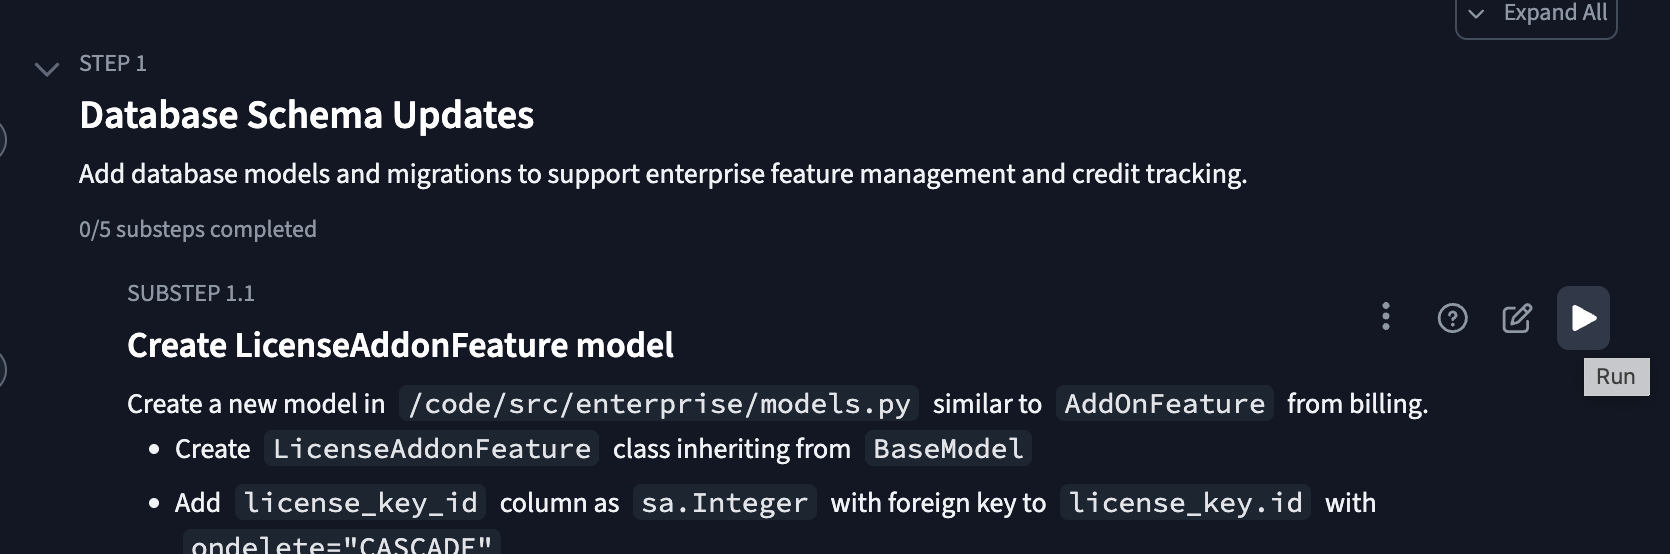 Expand All
STEP 1
Database Schema Updates
Add database models and migrations to support enterprise feature management and credit tracking.
0/5 substeps completed
SUBSTEP 1.1
Create LicenseAddonFeature model
Run
Create a new model in /code/src/enterprise/models.py similar to AddOnFeature from billing.
• Create LicenseAddonFeature class inheriting from BaseModel
• Add license_key_id column as sa.Integer with foreign key to license_key.id with
ondelete="CASCADE"